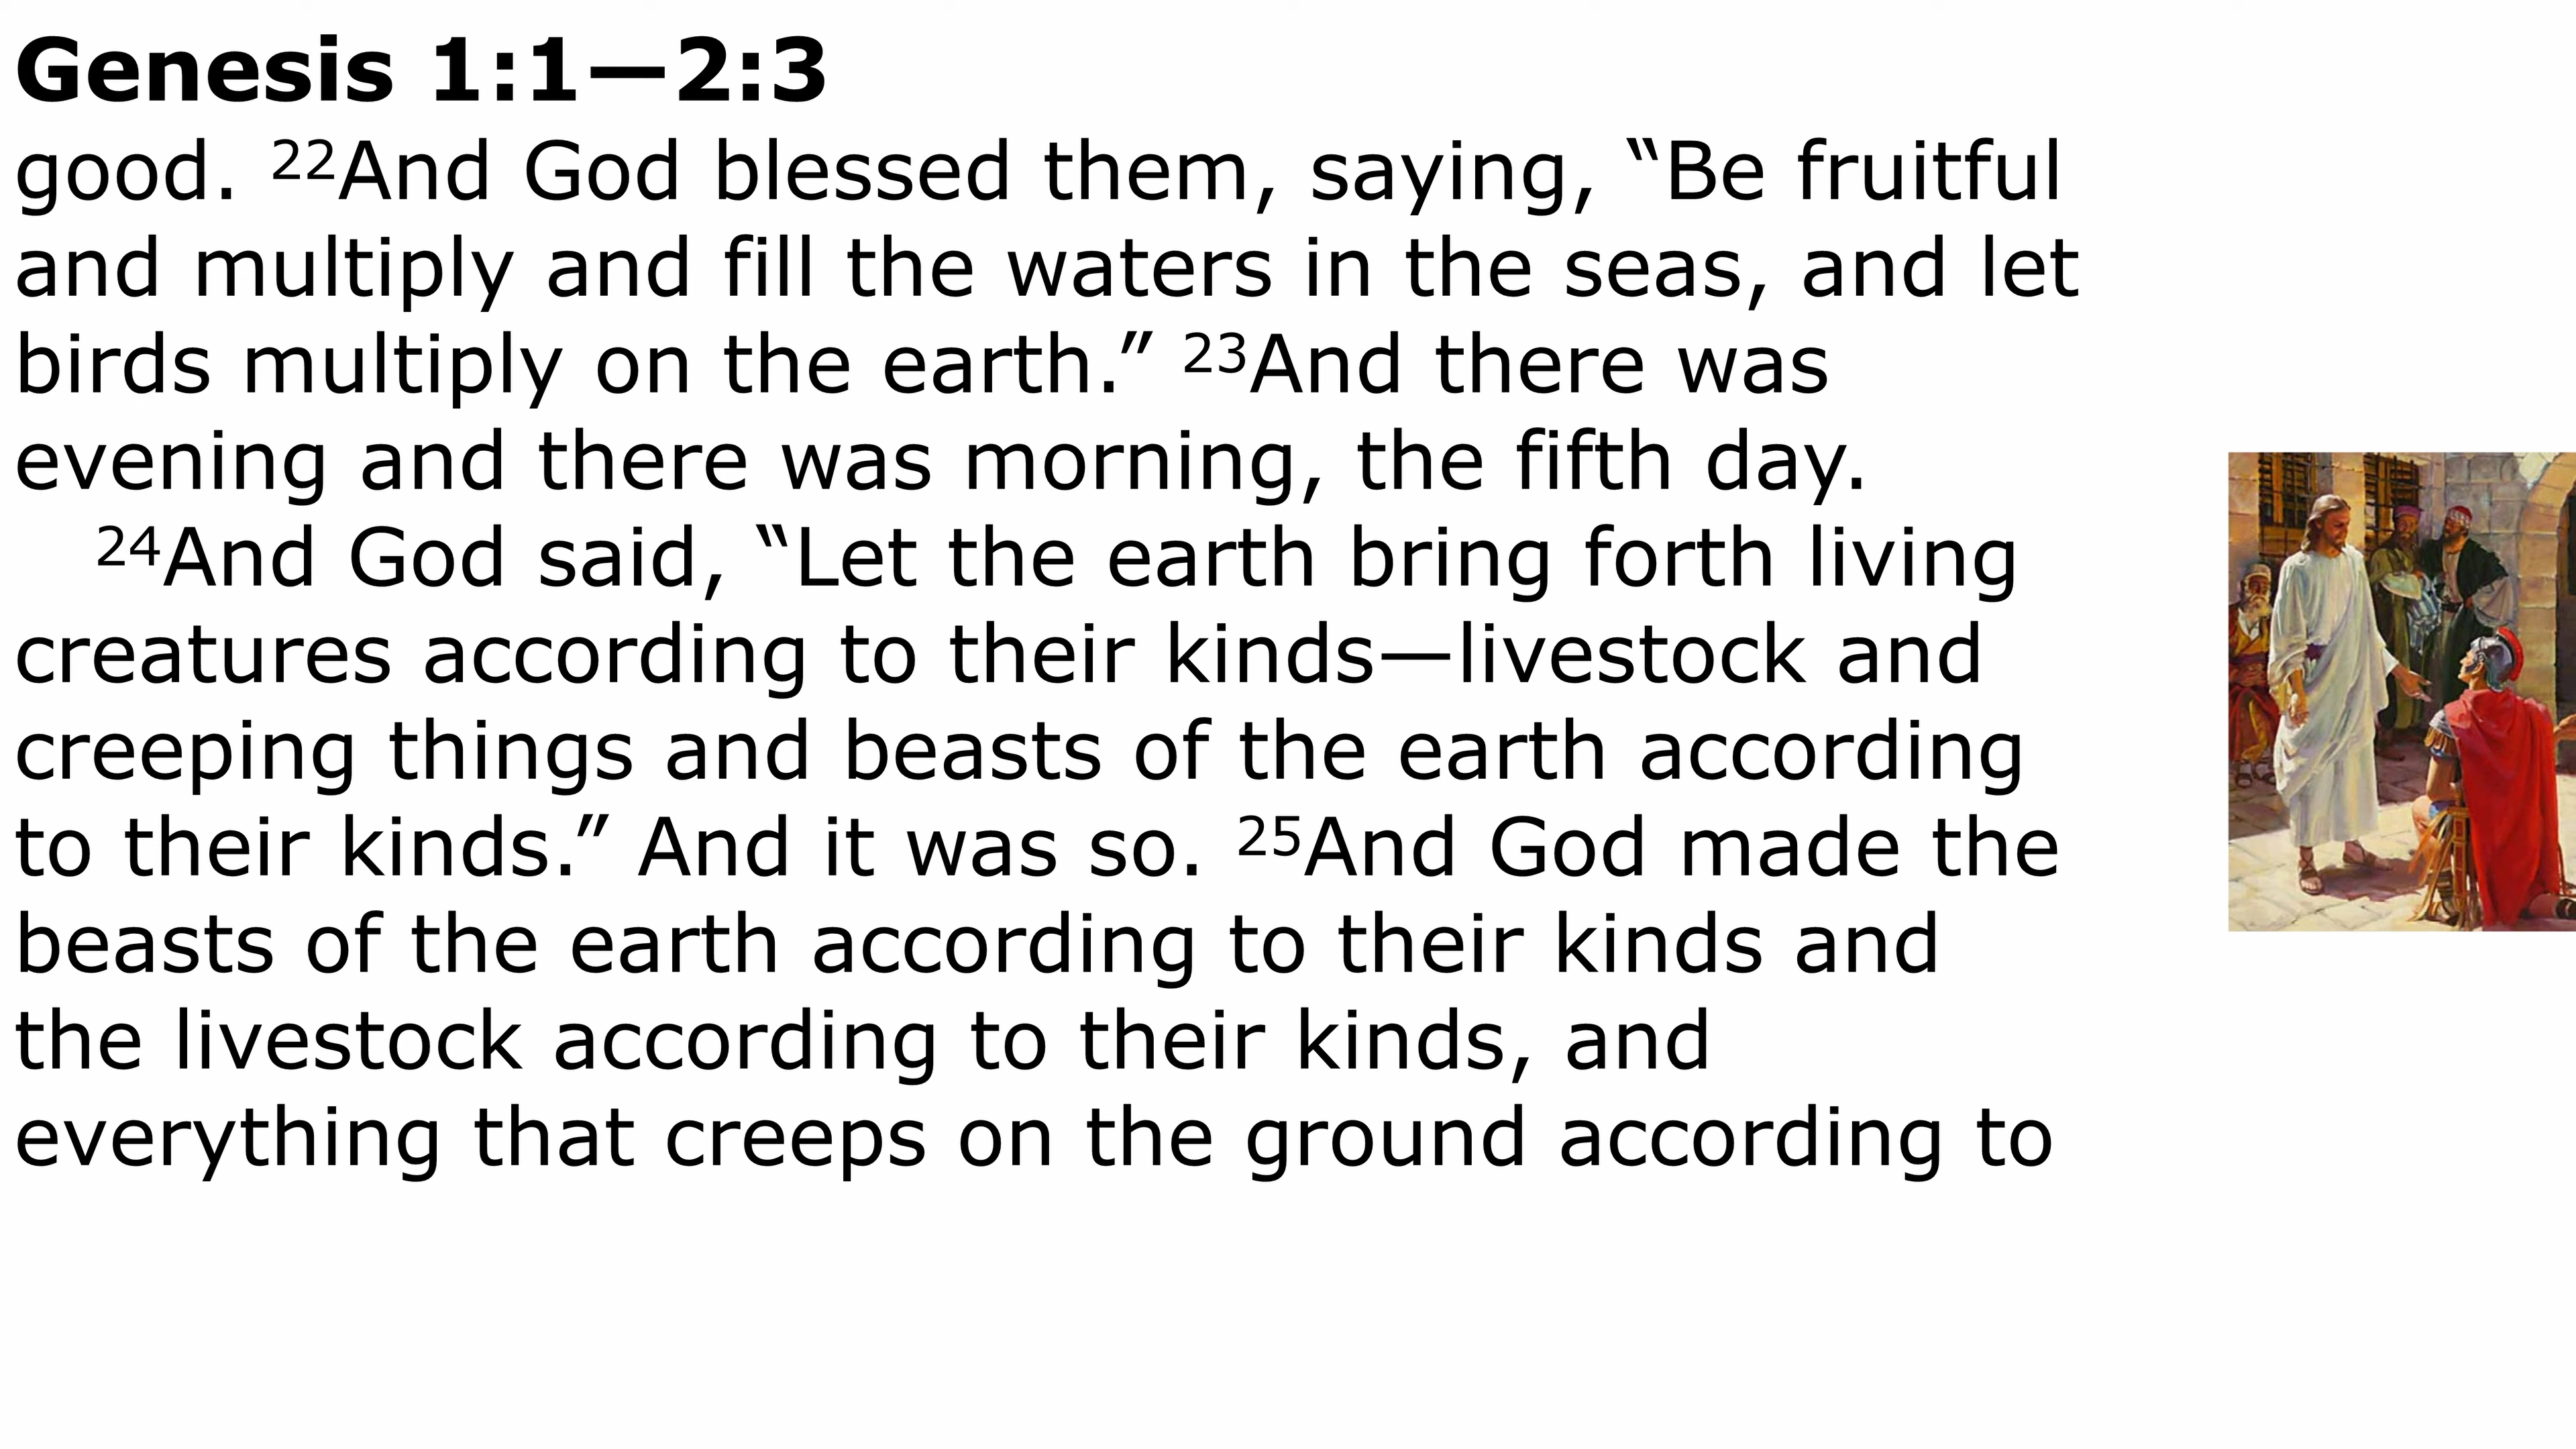 Genesis 1:1—2:3
good. ²²And God blessed them, saying, “Be fruitful
and multiply and fill the waters in the seas, and let
birds multiply on the earth.” ²³And there was
evening and there was morning, the fifth day.
²⁴And God said, “Let the earth bring forth living
creatures according to their kinds—livestock and
creeping things and beasts of the earth according
to their kinds.” And it was so. ²⁵And God made the
beasts of the earth according to their kinds and
the livestock according to their kinds, and
everything that creeps on the ground according to